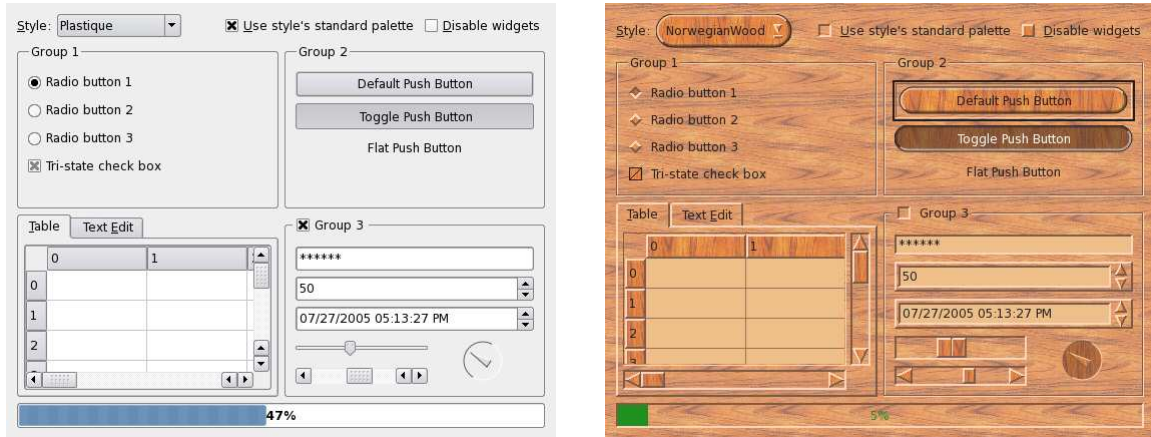 Style: Plastique
Use style's standard palette
Disable widgets
Group 1
Radio button 1
Radio button 2
Radio button 3
Tri-state check box
Group 2
Default Push Button
Toggle Push Button
Flat Push Button
Table
Text Edit
0 1
0
1
2
Group 3
******
50
07/27/2005 05:13:27 PM
47%
Style: NorwegianWood
Use style's standard palette
Disable widgets
Group 1
Radio button 1
Radio button 2
Radio button 3
Tri-state check box
Group 2
Default Push Button
Toggle Push Button
Flat Push Button
Table
Text Edit
0 1
0
1
2
3
Group 3
******
50
07/27/2005 05:13:27 PM
5%